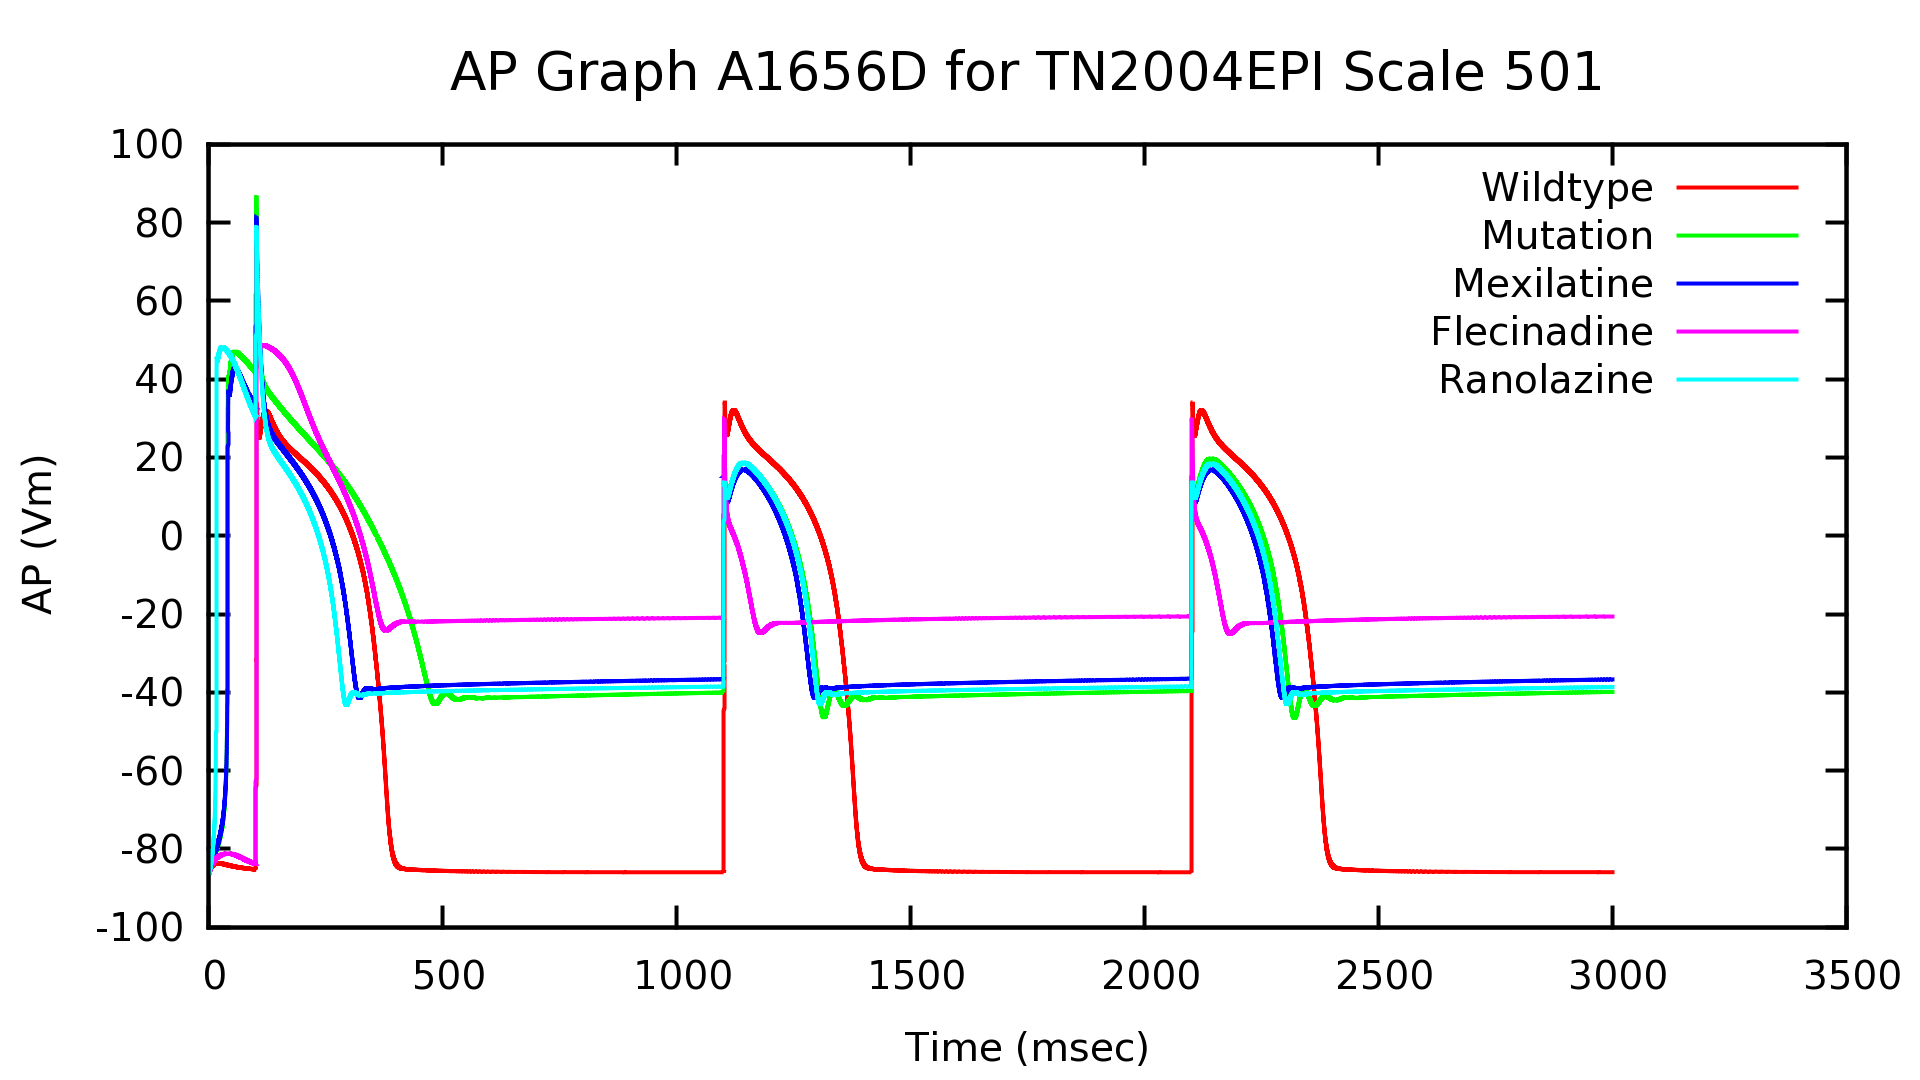 AP Graph A1656D for TN2004EPI Scale 501
100
80
60
40
20
0
-20
-40
-60
-80
-100
AP (Vm)
Wildtype
Mutation
Mexilatine
Flecinadine
Ranolazine
0 500 1000 1500 2000 2500 3000 3500
Time (msec)